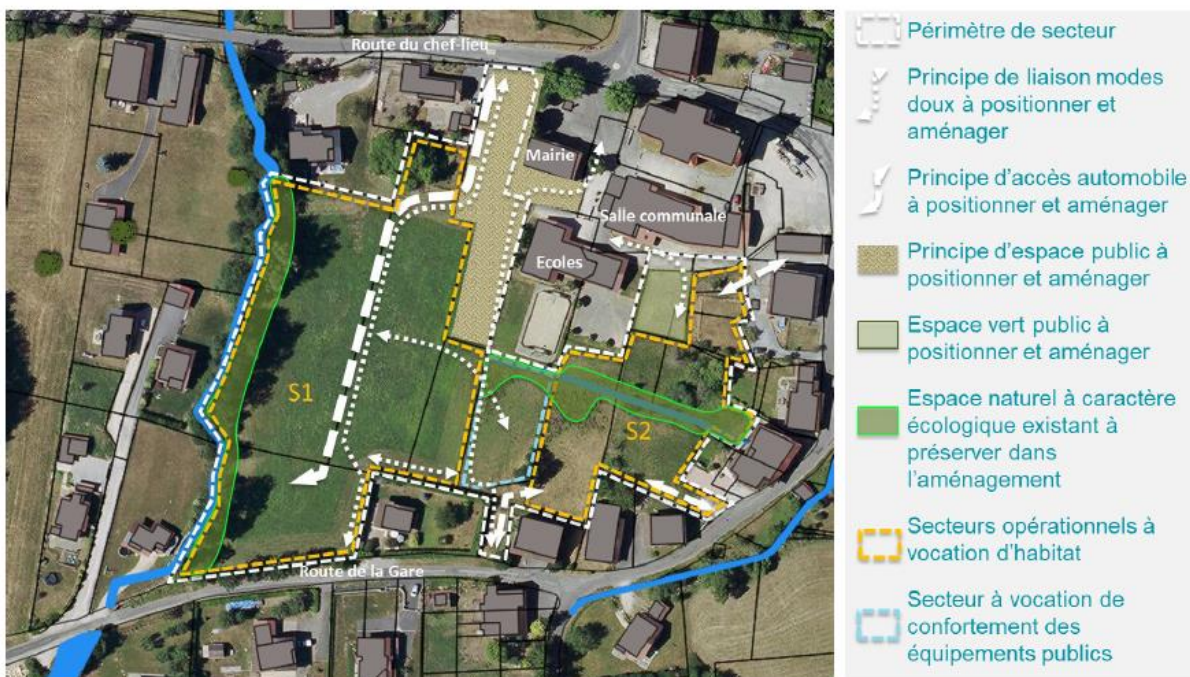 Route du chef-lieu
Mairie
Salle communale
Ecoles
S1
S2
Route de la Gare
Périmètre de secteur
Principe de liaison modes
doux à positionner et
aménager
Principe d'accès automobile
à positionner et aménager
Principe d'espace public à
positionner et aménager
Espace vert public à
positionner et aménager
Espace naturel à caractère
écologique existant à
préserver dans
l'aménagement
Secteurs opérationnels à
vocation d'habitat
Secteur à vocation de
confortement des
équipements publics